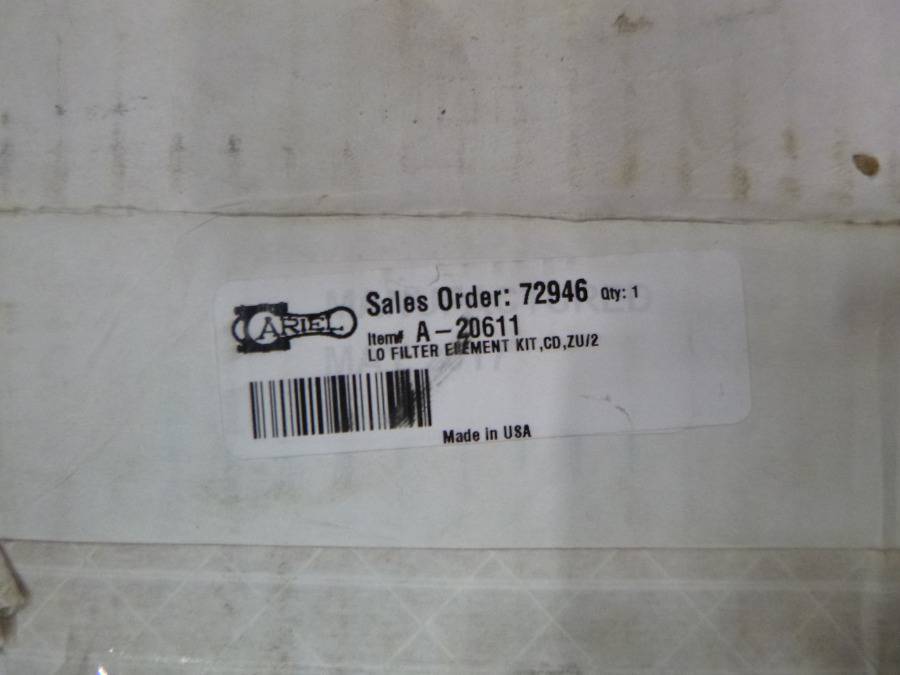 ARIEL
Sales Order: 72946 Qty: 1
Item# A-20611
LO FILTER ELEMENT KIT,CD,ZU/2
Made in USA